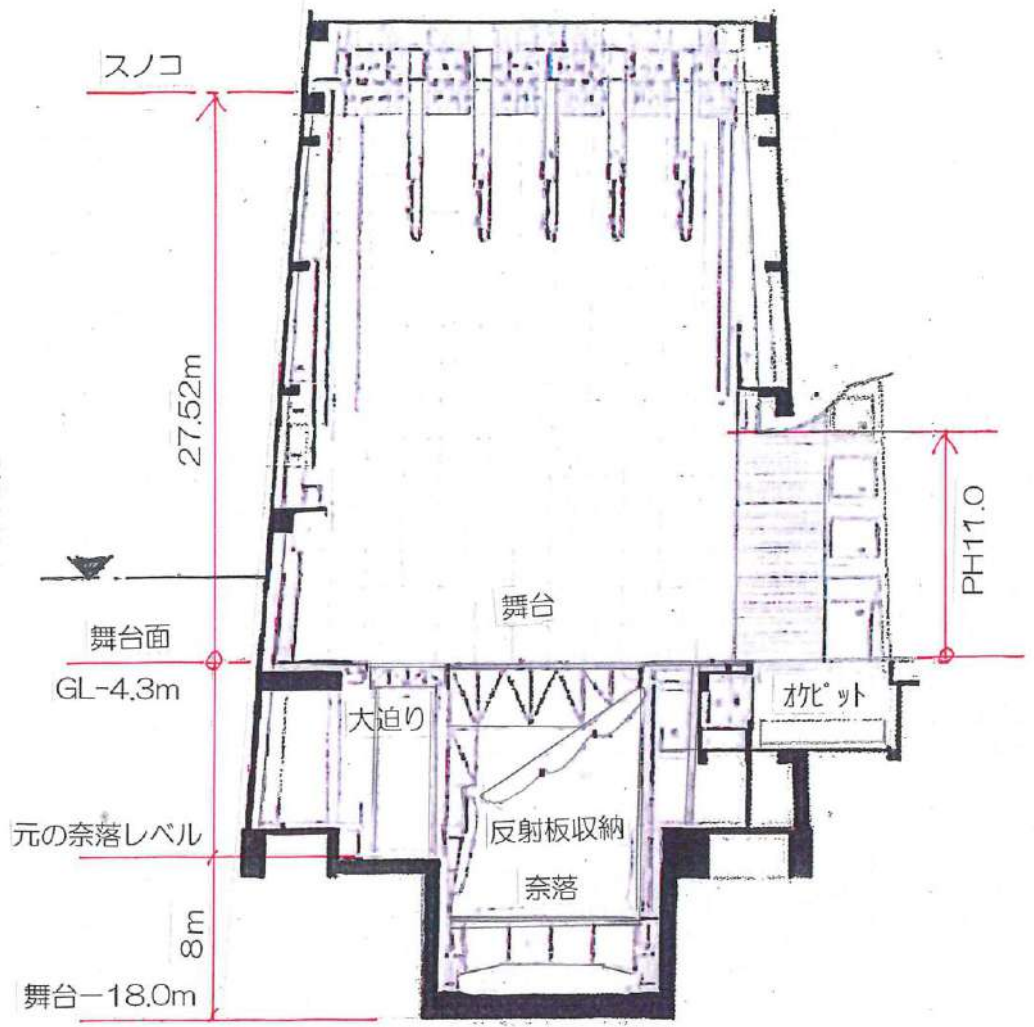 スノコ
27.52m
PH11.0
舞台
舞台面
GL-4.3m
大迫り
オケピット
元の奈落レベル
反射板収納
奈落
8m
舞台-18.0m